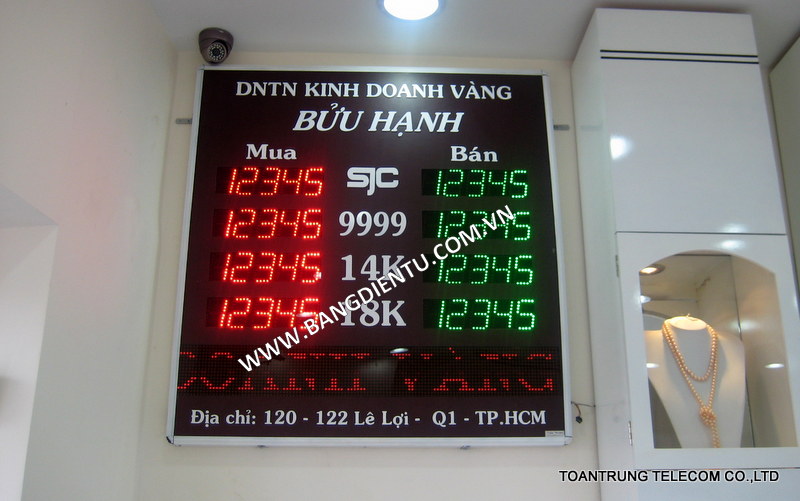 DNTN KINH DOANH VÀNG
BỬU HẠNH
Mua Bán
12345 SJC 12345
12345 9999 12345
12345 14K 12345
12345 18K 12345
WWW.BANGDIENTU.COM.VN
VÀNG
Địa chỉ: 120 - 122 Lê Lợi - Q1 - TP.HCM
TOANTRUNG TELECOM CO.,LTD